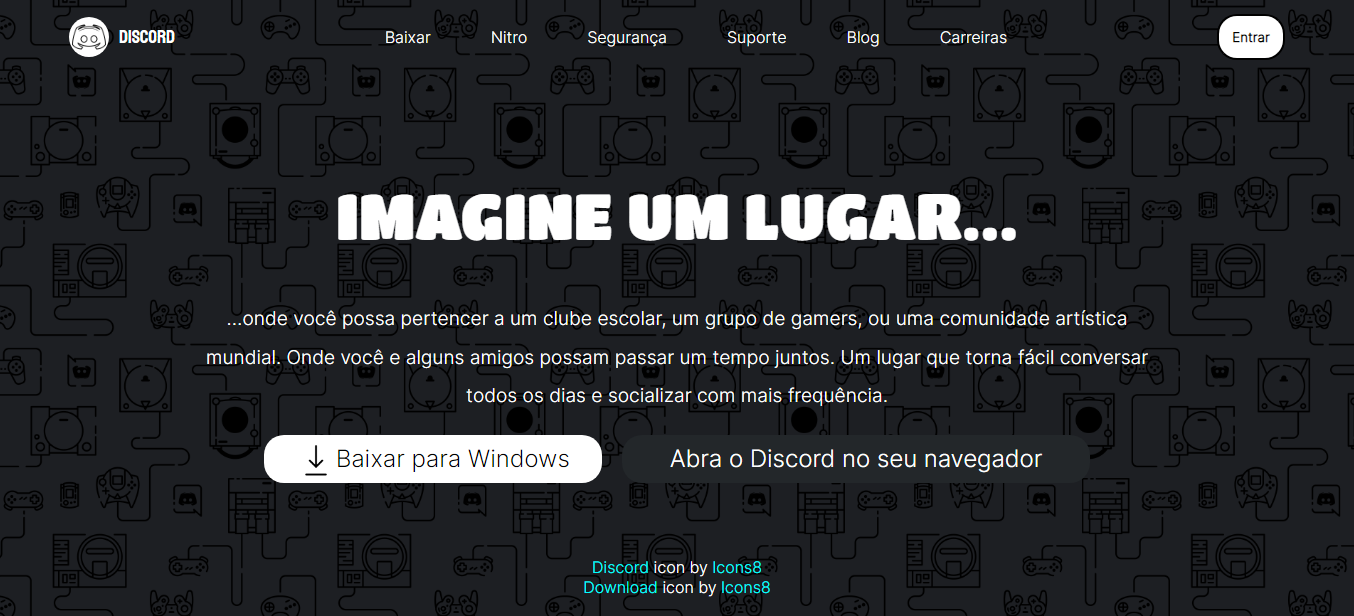 DISCORD
Baixar
Nitro
Segurança
Suporte
Blog
Carreiras
Entrar
IMAGINE UM LUGAR...
...onde você possa pertencer a um clube escolar, um grupo de gamers, ou uma comunidade artística
mundial. Onde você e alguns amigos possam passar um tempo juntos. Um lugar que torna fácil conversar
todos os dias e socializar com mais frequência.
Baixar para Windows
Abra o Discord no seu navegador
Discord icon by Icons8
Download icon by Icons8